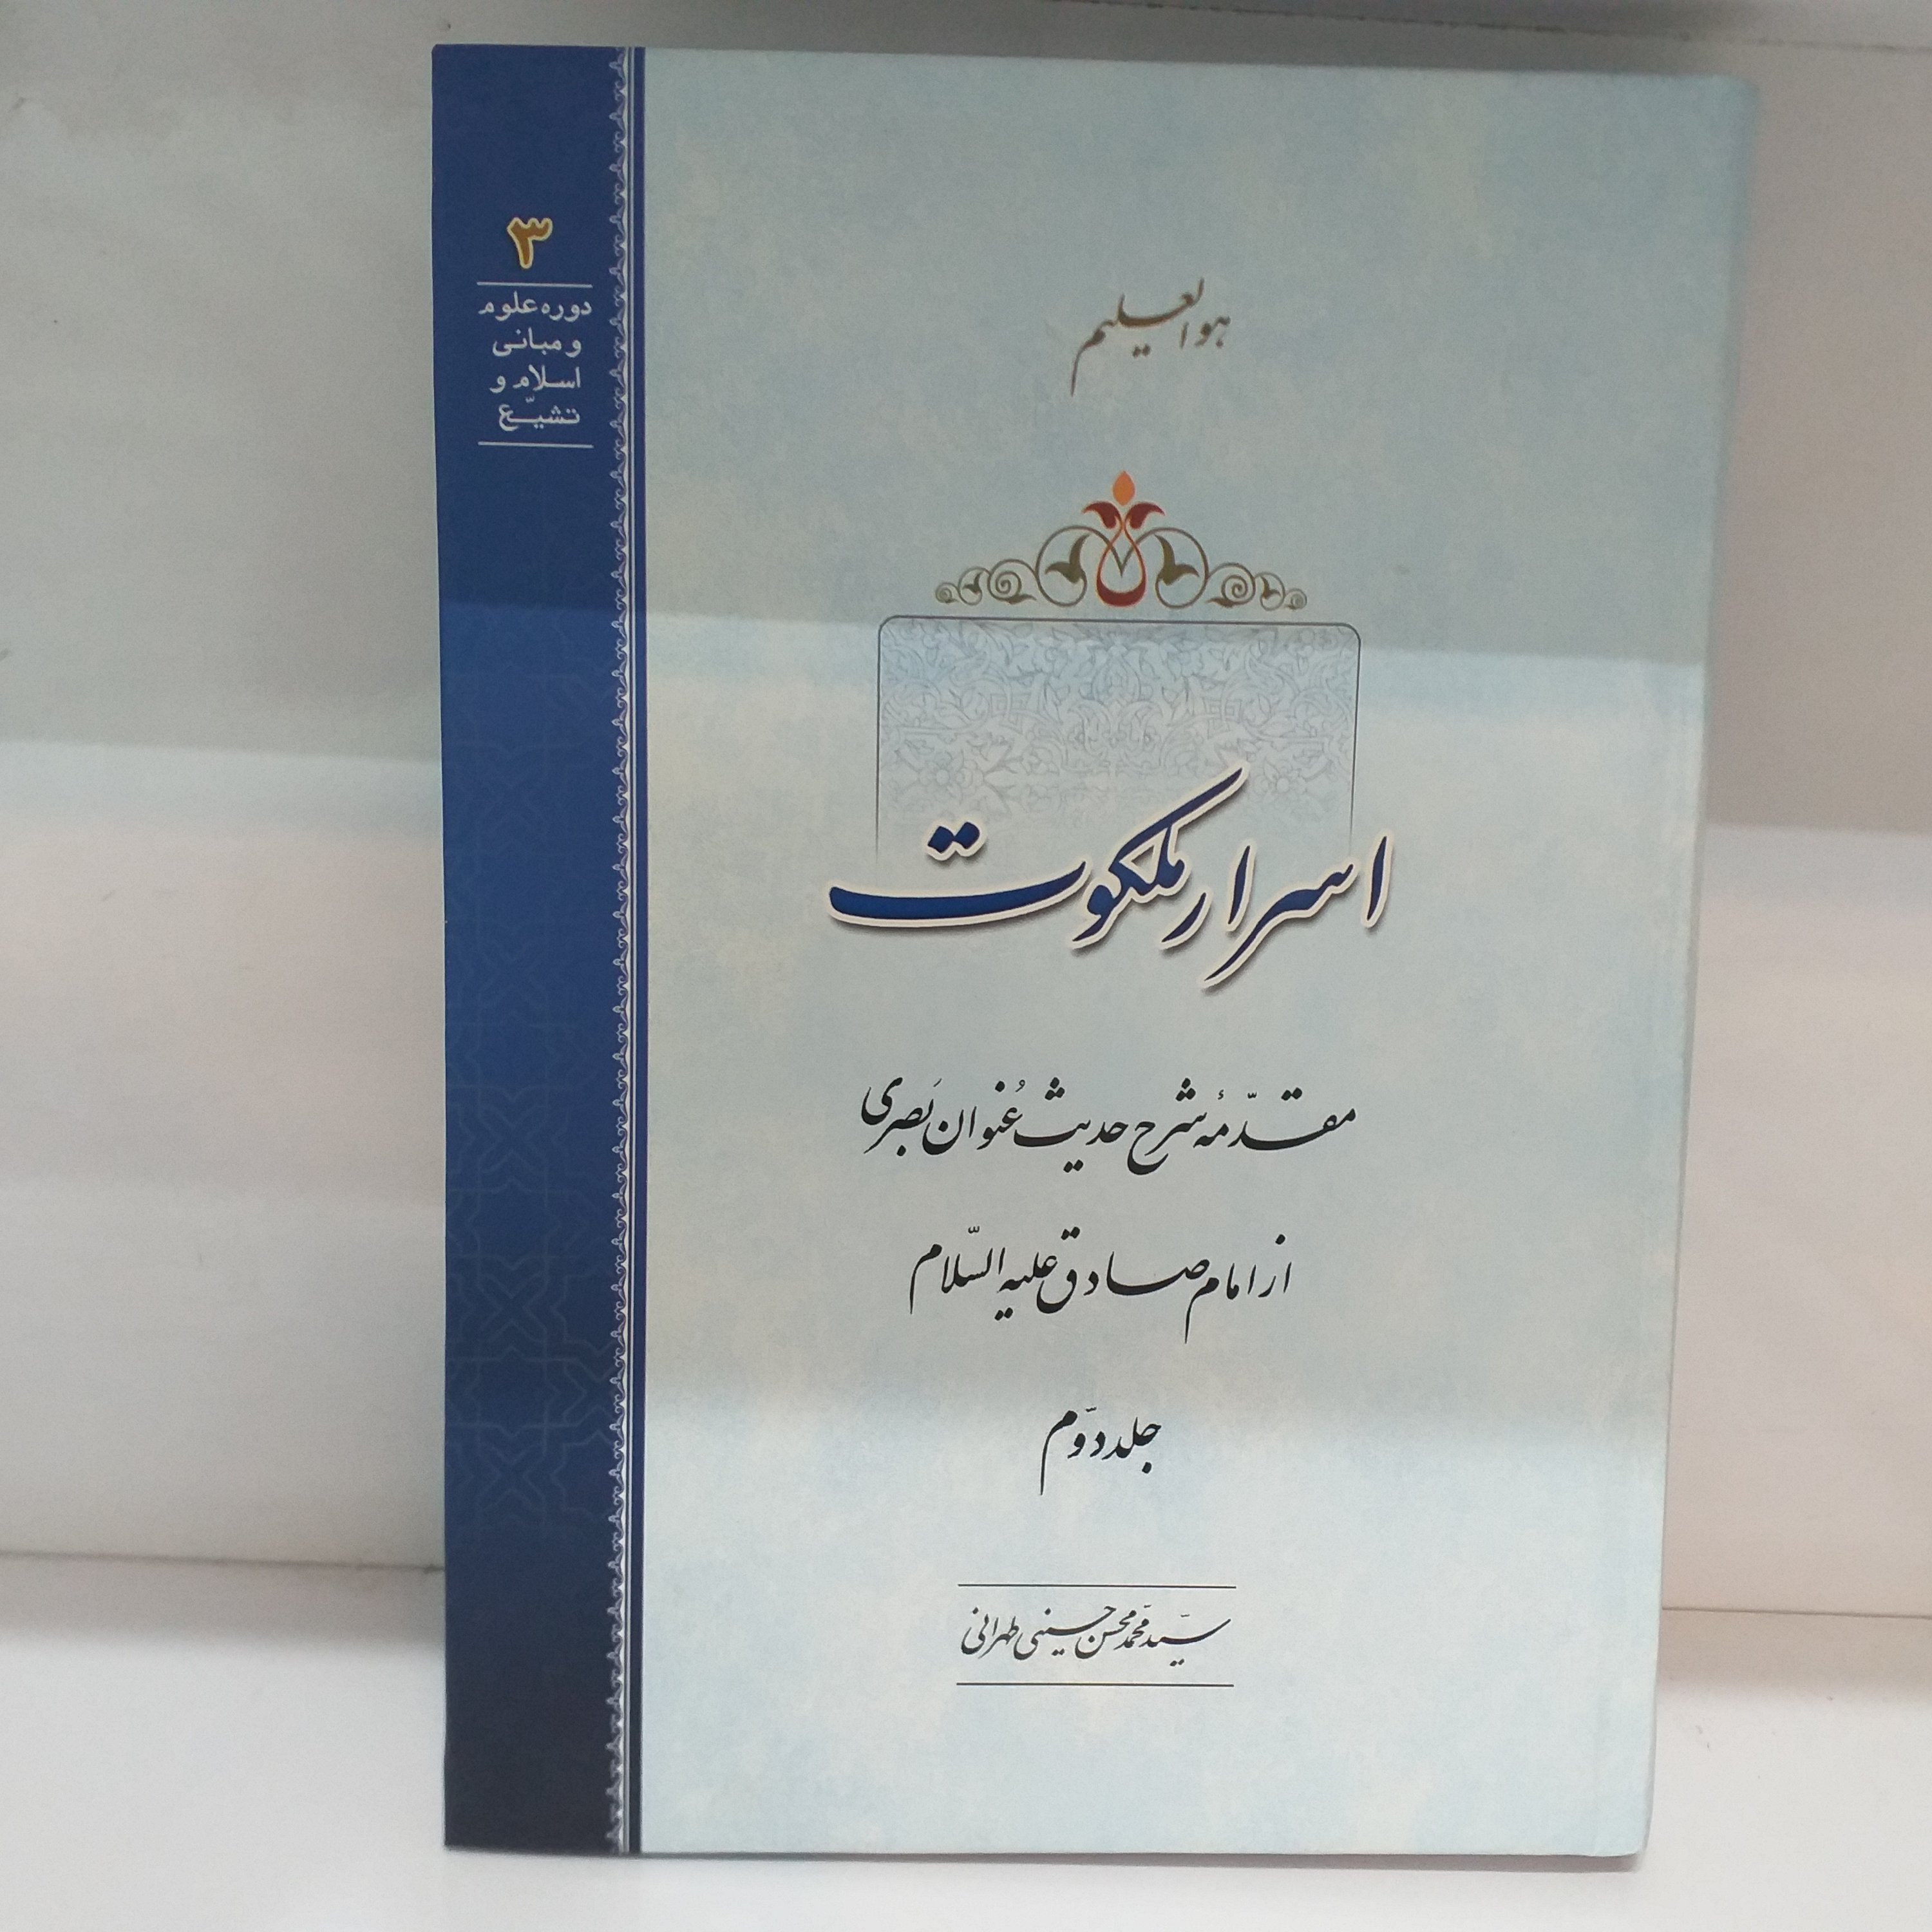 ۳
دوره علوم
و مبانی
اسلام و
تشیّع
هو العلیم
اسرار ملکوت
مقدّمهٔ شرح حدیث عُنوان بَصری
از امام صادق علیه السّلام
جلد دوّم
سیّد محمّد محسن حسینی طهرانی